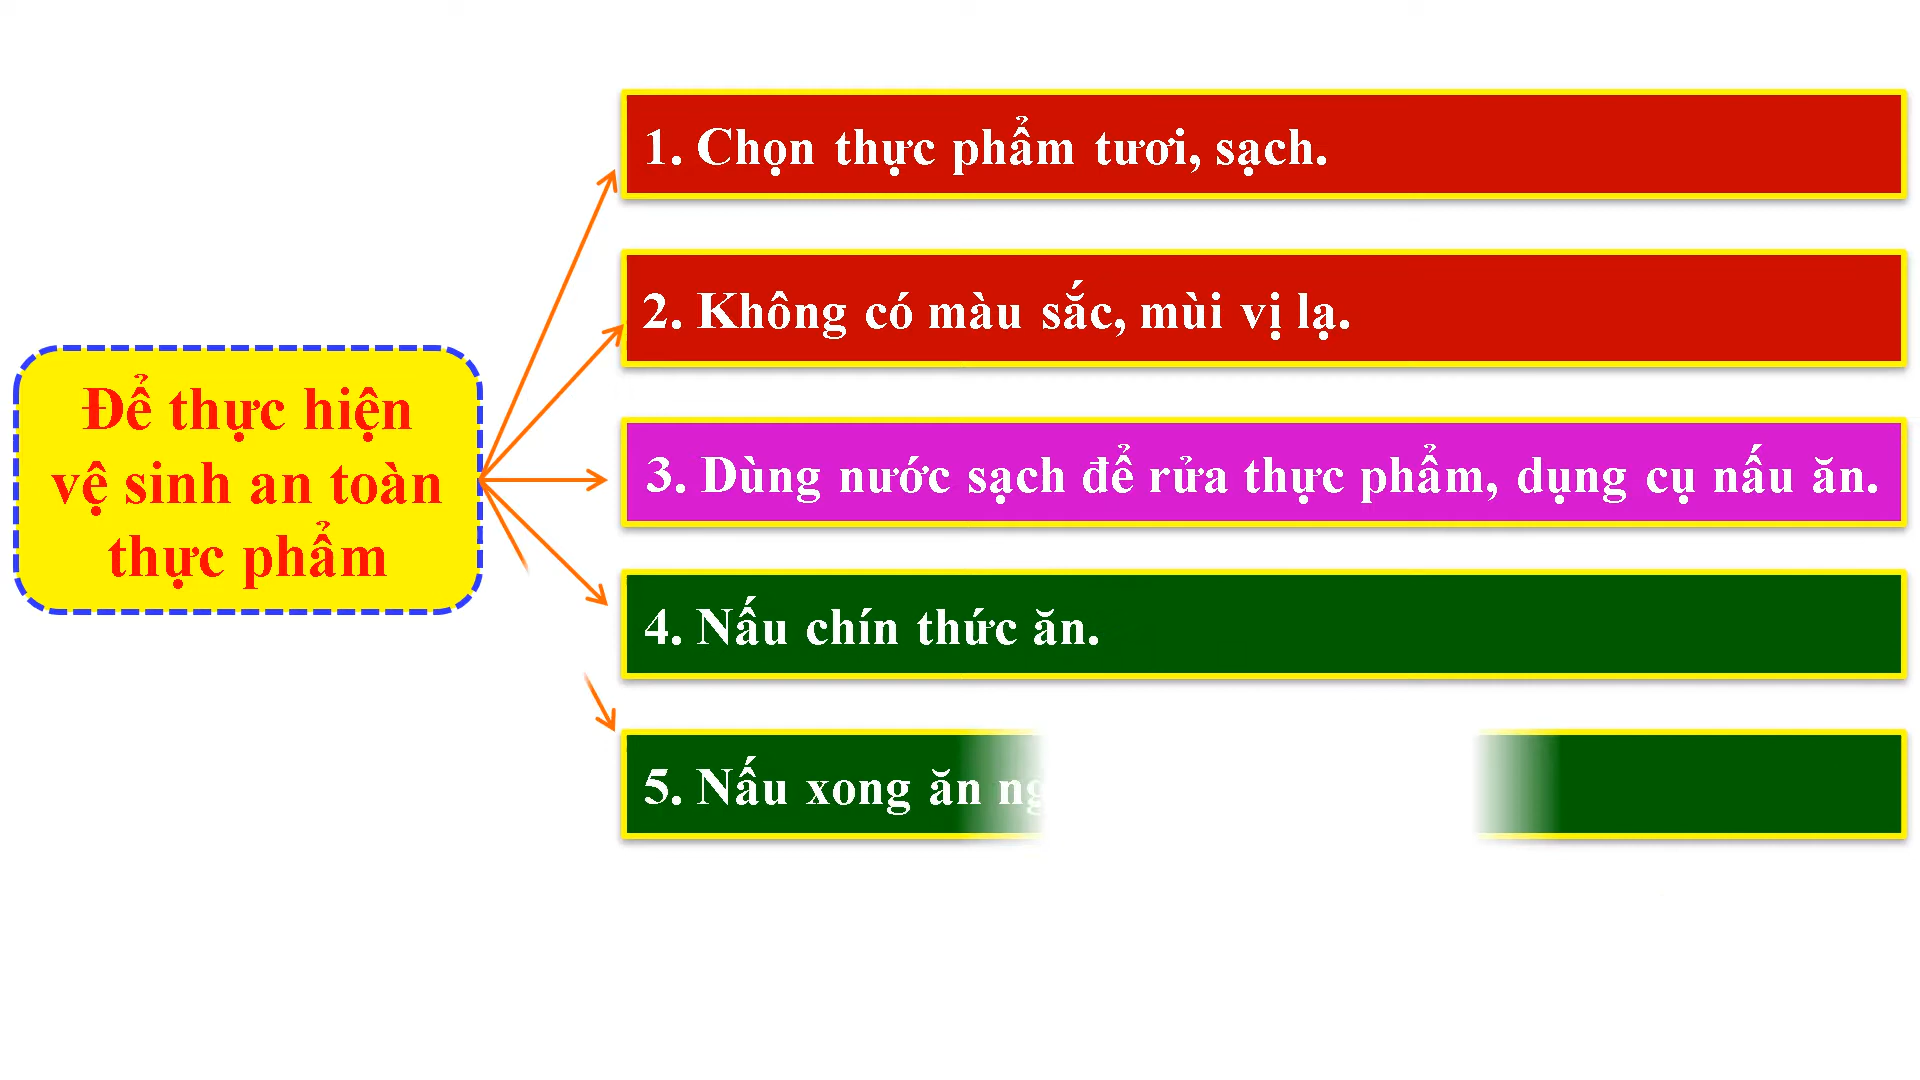 Để thực hiện
vệ sinh an toàn
thực phẩm
1. Chọn thực phẩm tươi, sạch.
2. Không có màu sắc, mùi vị lạ.
3. Dùng nước sạch để rửa thực phẩm, dụng cụ nấu ăn.
4. Nấu chín thức ăn.
5. Nấu xong ăn